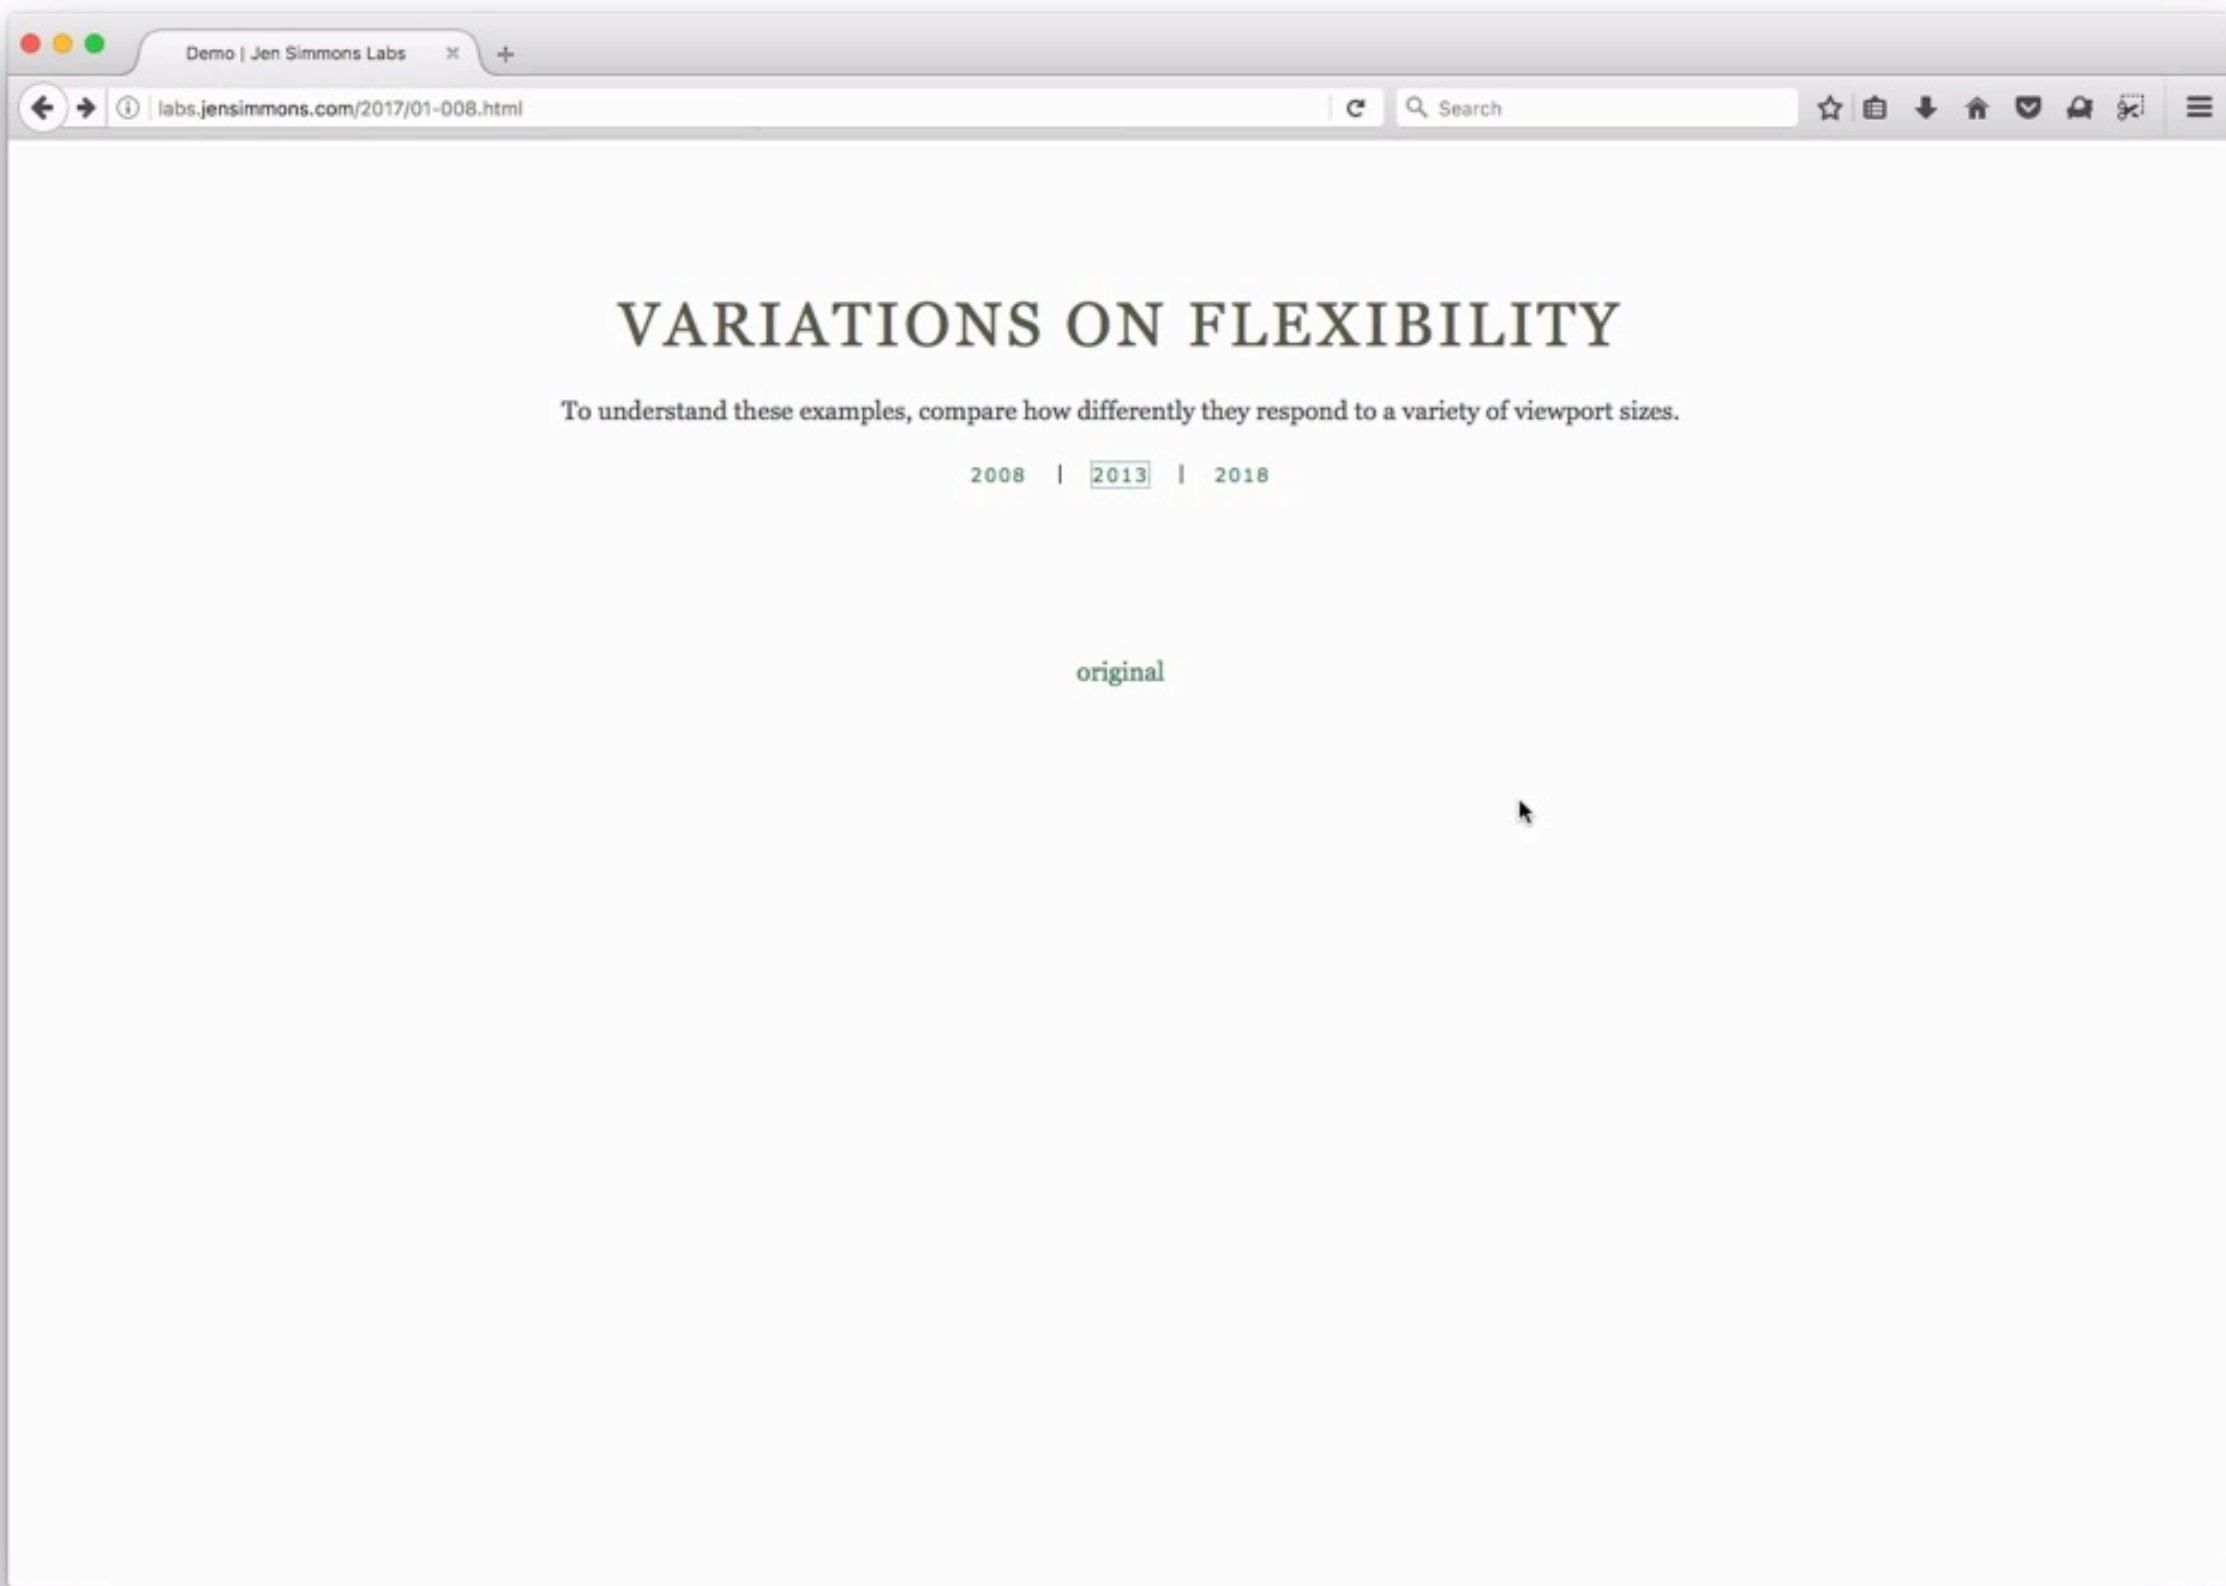 Demo | Jen Simmons Labs
labs.jensimmons.com/2017/01-008.html
Search
VARIATIONS ON FLEXIBILITY
To understand these examples, compare how differently they respond to a variety of viewport sizes.
2008 | 2013 | 2018
original